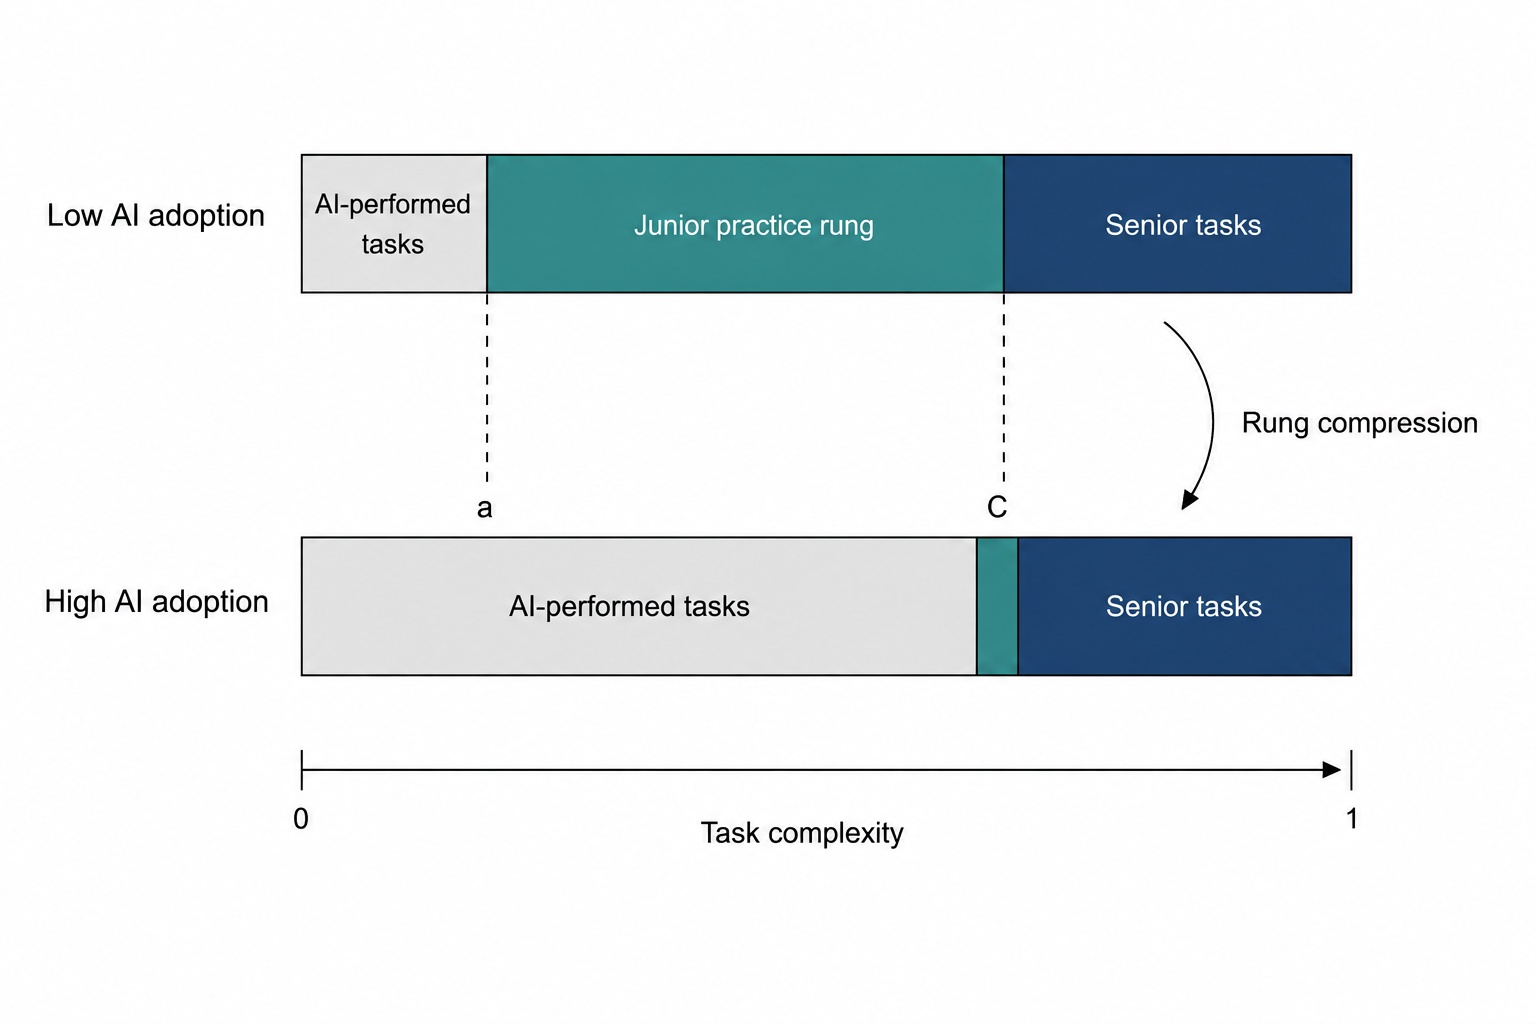 Low AI adoption
AI-performed
tasks
Junior practice rung
Senior tasks
Rung compression
a
C
High AI adoption
AI-performed tasks
Senior tasks
0
1
Task complexity